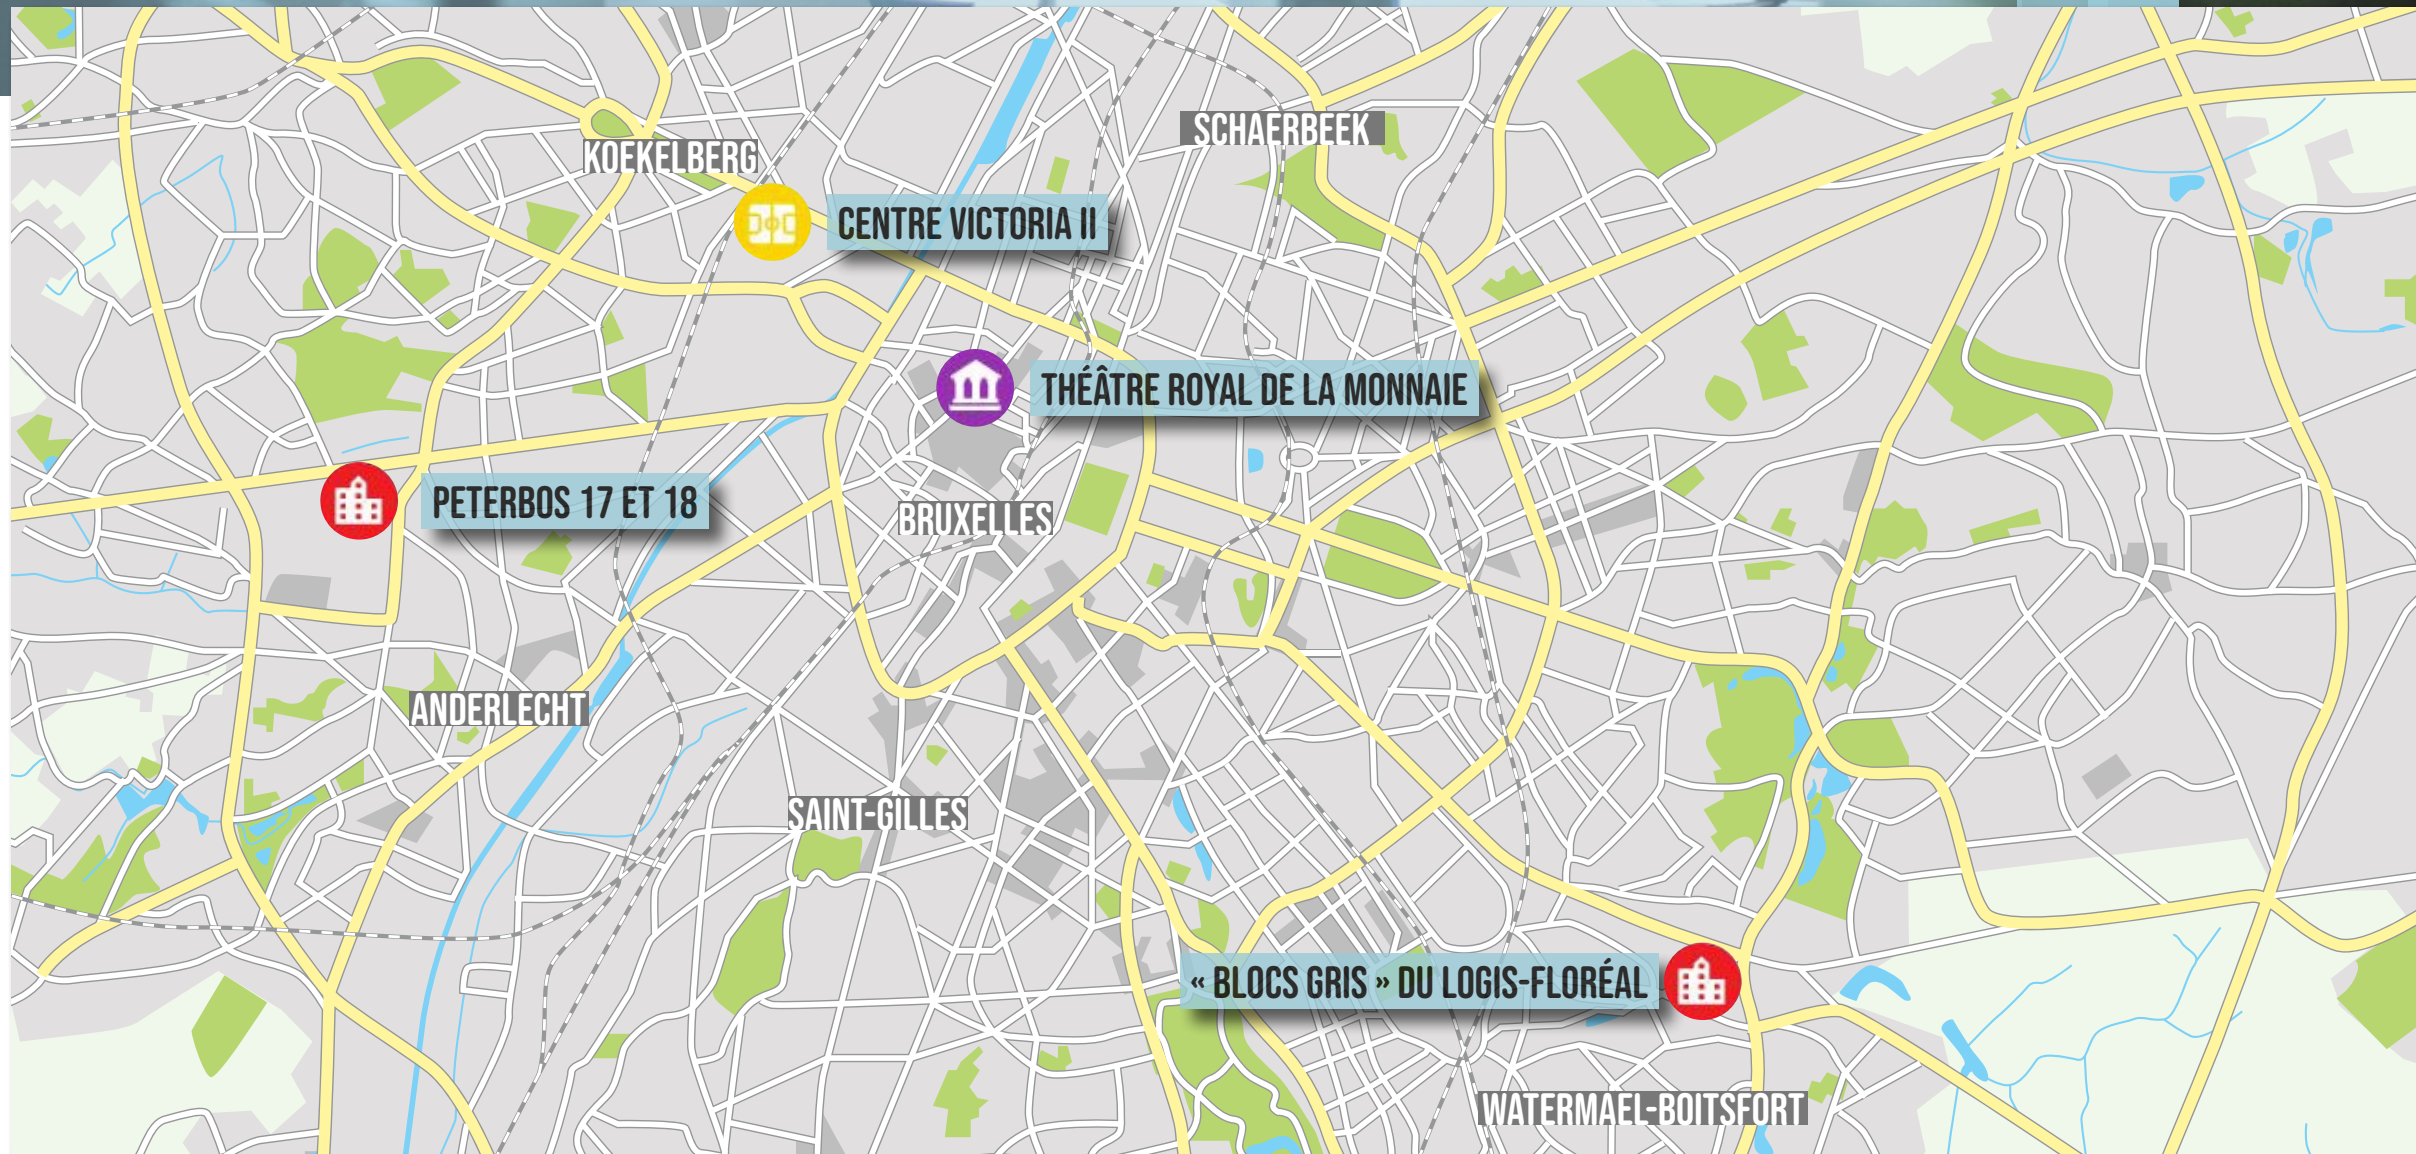 SCHAERBEEK
KOEKELBERG
CENTRE VICTORIA II
THÉÂTRE ROYAL DE LA MONNAIE
PETERBOS 17 ET 18
BRUXELLES
ANDERLECHT
SAINT-GILLES
« BLOCS GRIS » DU LOGIS-FLORÉAL
WATERMAEL-BOITSFORT